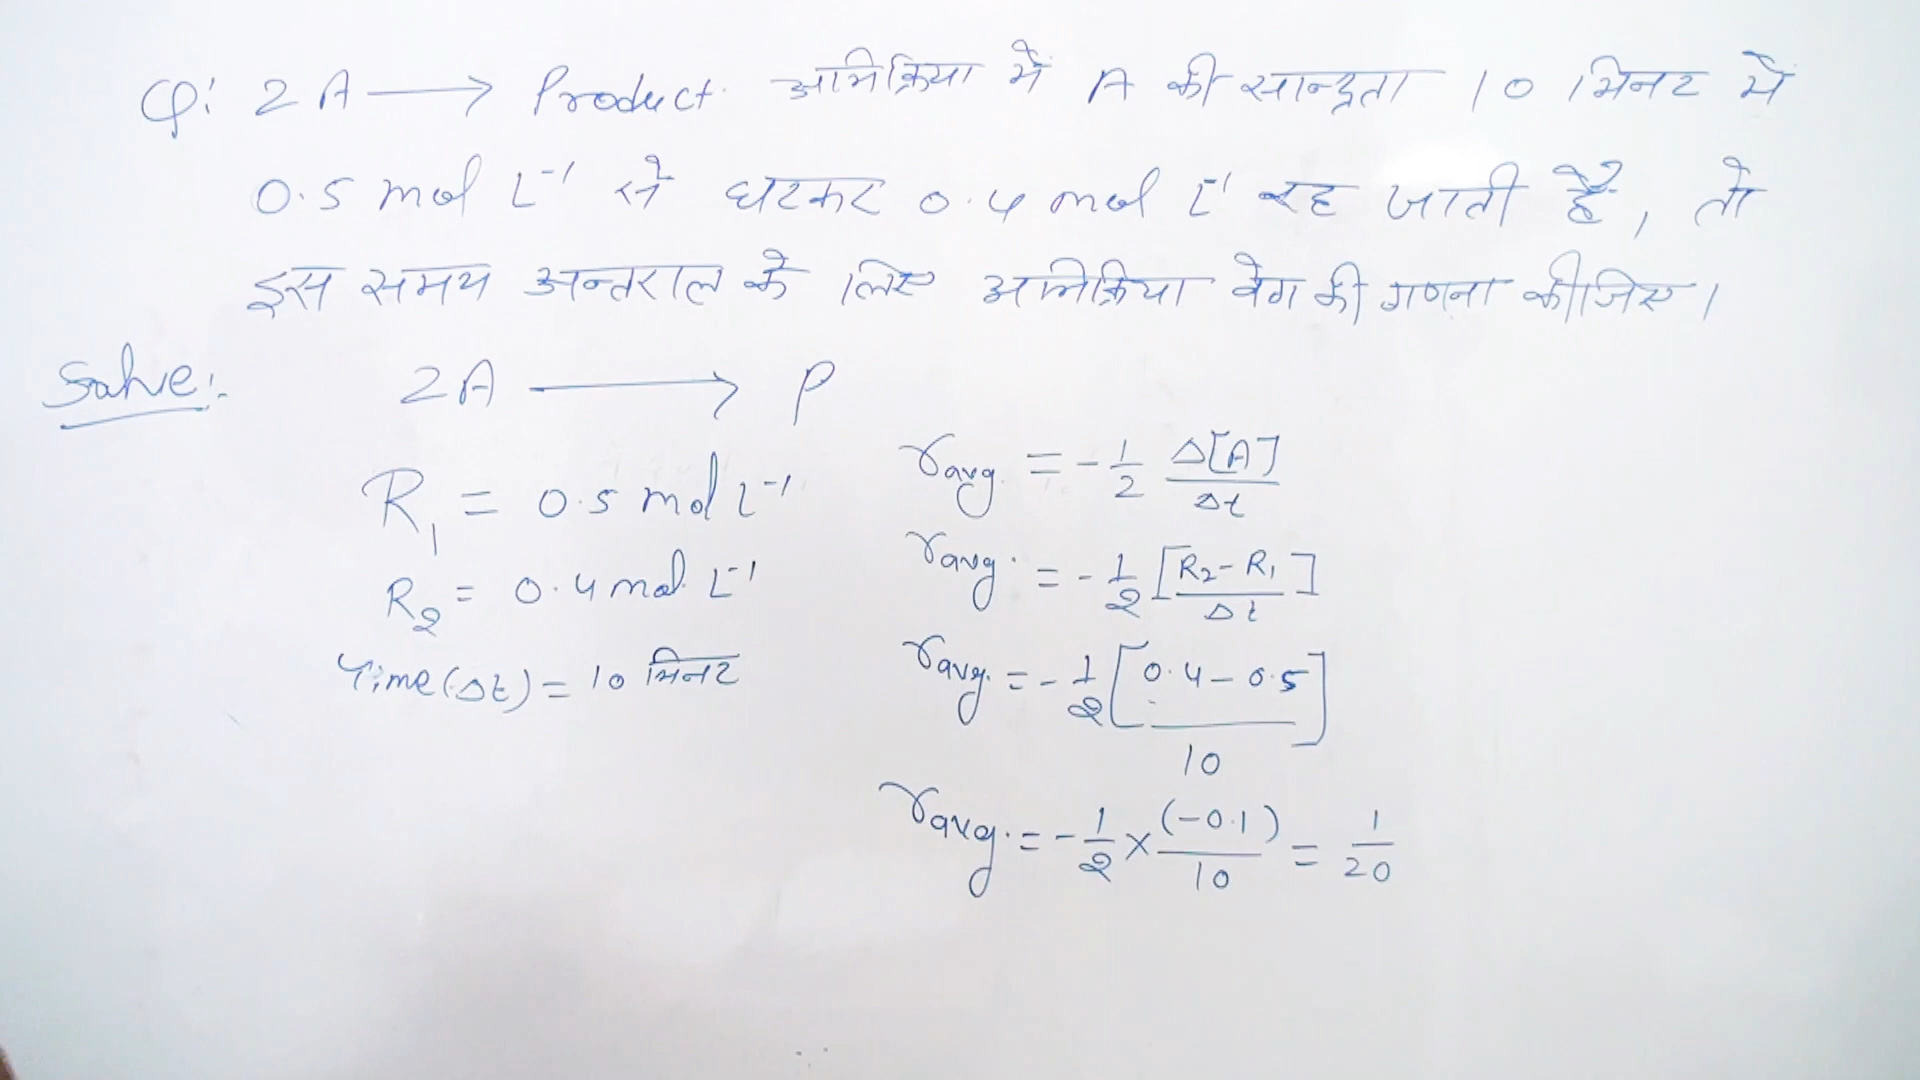 Q: 2A ⟶ Product. अभिक्रिया में A की सान्द्रता 10 मिनट में
0.5 mol L⁻¹ से घटकर 0.4 mol L⁻¹ रह जाती है, तो
इस समय अन्तराल के लिए अभिक्रिया वेग की गणना कीजिए।
Solve:
2A ⟶ P
R₁ = 0.5 mol L⁻¹
R₂ = 0.4 mol L⁻¹
Time(Δt) = 10 मिनट
r avg. = - 1/2 Δ[A]/Δt
r avg. = - 1/2 [R₂ - R₁/Δt]
r avg. = - 1/2 [0.4 - 0.5/10]
r avg. = - 1/2 × (-0.1)/10 = 1/20